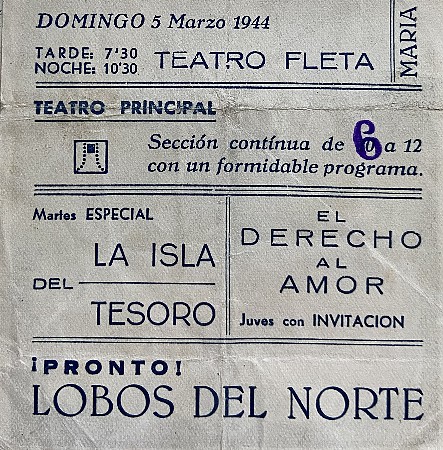 DOMINGO 5 Marzo 1944
TARDE: 7'30
NOCHE: 10'30
TEATRO FLETA
MARIA
TEATRO PRINCIPAL
Sección contínua de 6 a 12
con un formidable programa.
Martes ESPECIAL
LA ISLA
DEL
TESORO
EL
DERECHO
AL
AMOR
Juves con INVITACION
¡PRONTO!
LOBOS DEL NORTE